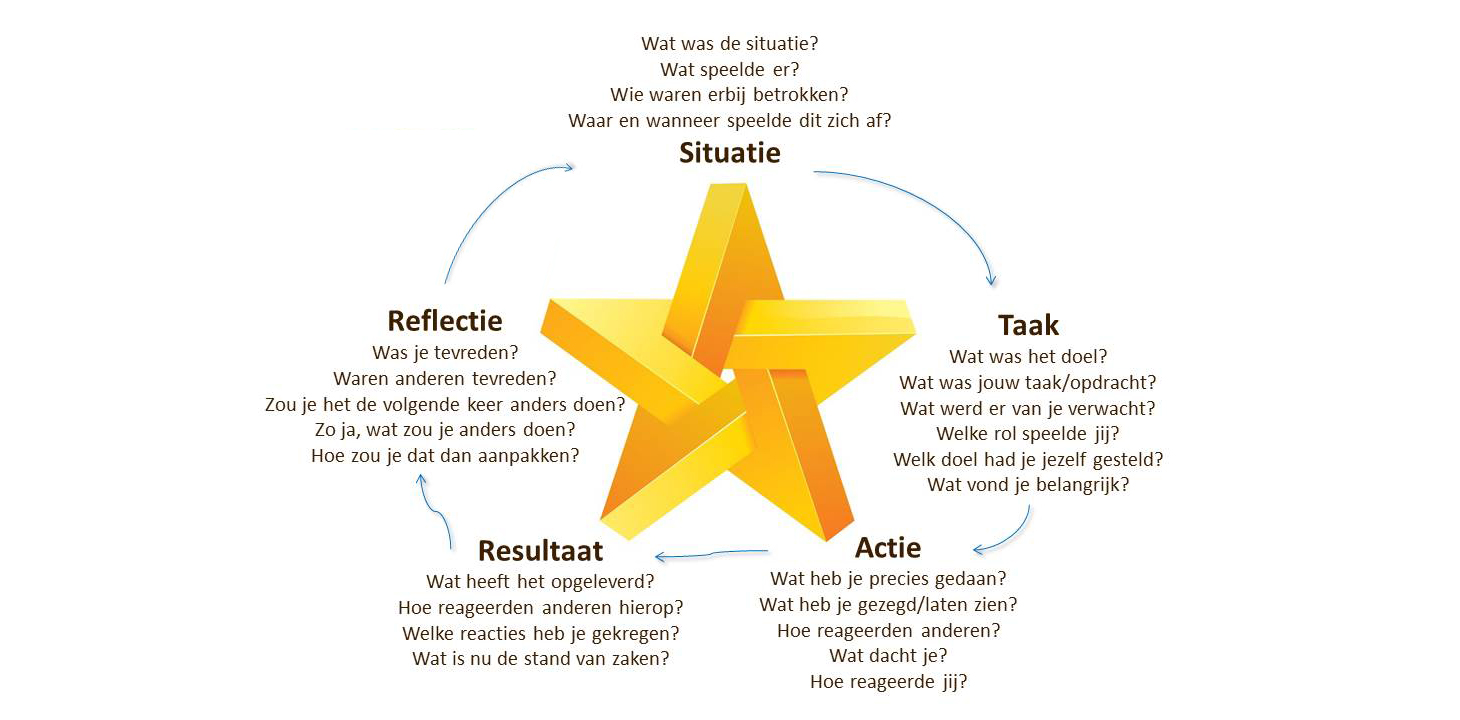 Wat was de situatie?
Wat speelde er?
Wie waren erbij betrokken?
Waar en wanneer speelde dit zich af?
Situatie
Taak
Wat was het doel?
Wat was jouw taak/opdracht?
Wat werd er van je verwacht?
Welke rol speelde jij?
Welk doel had je jezelf gesteld?
Wat vond je belangrijk?
Actie
Wat heb je precies gedaan?
Wat heb je gezegd/laten zien?
Hoe reageerden anderen?
Wat dacht je?
Hoe reageerde jij?
Resultaat
Wat heeft het opgeleverd?
Hoe reageerden anderen hierop?
Welke reacties heb je gekregen?
Wat is nu de stand van zaken?
Reflectie
Was je tevreden?
Waren anderen tevreden?
Zou je het de volgende keer anders doen?
Zo ja, wat zou je anders doen?
Hoe zou je dat dan aanpakken?